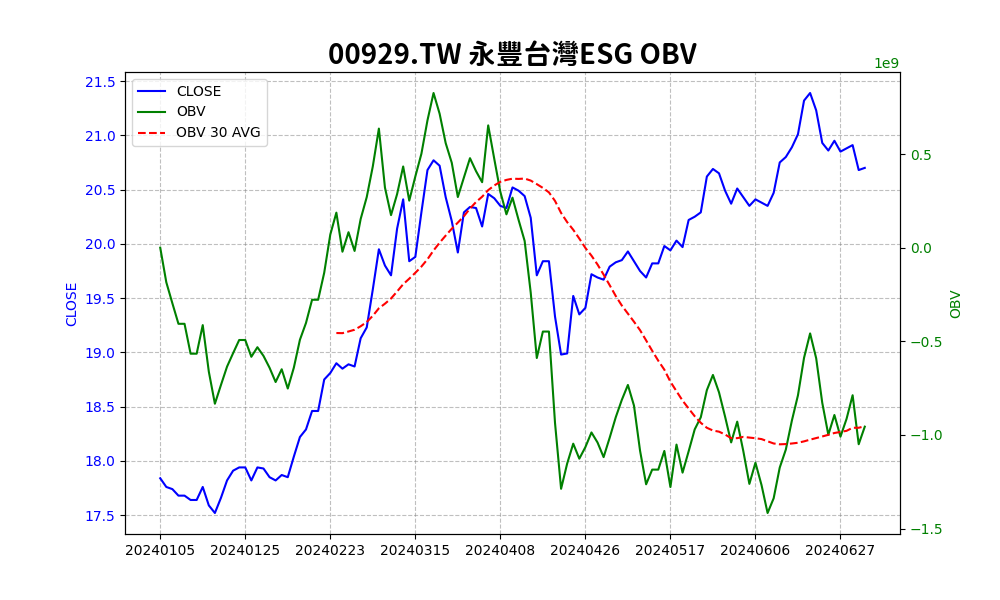 00929.TW 永豐台灣ESG OBV
1e9
CLOSE
OBV
OBV 30 AVG
21.5
21.0
20.5
20.0
19.5
19.0
18.5
18.0
17.5
CLOSE
0.5
0.0
−0.5
−1.0
−1.5
OBV
20240105 20240125 20240223 20240315 20240408 20240426 20240517 20240606 20240627